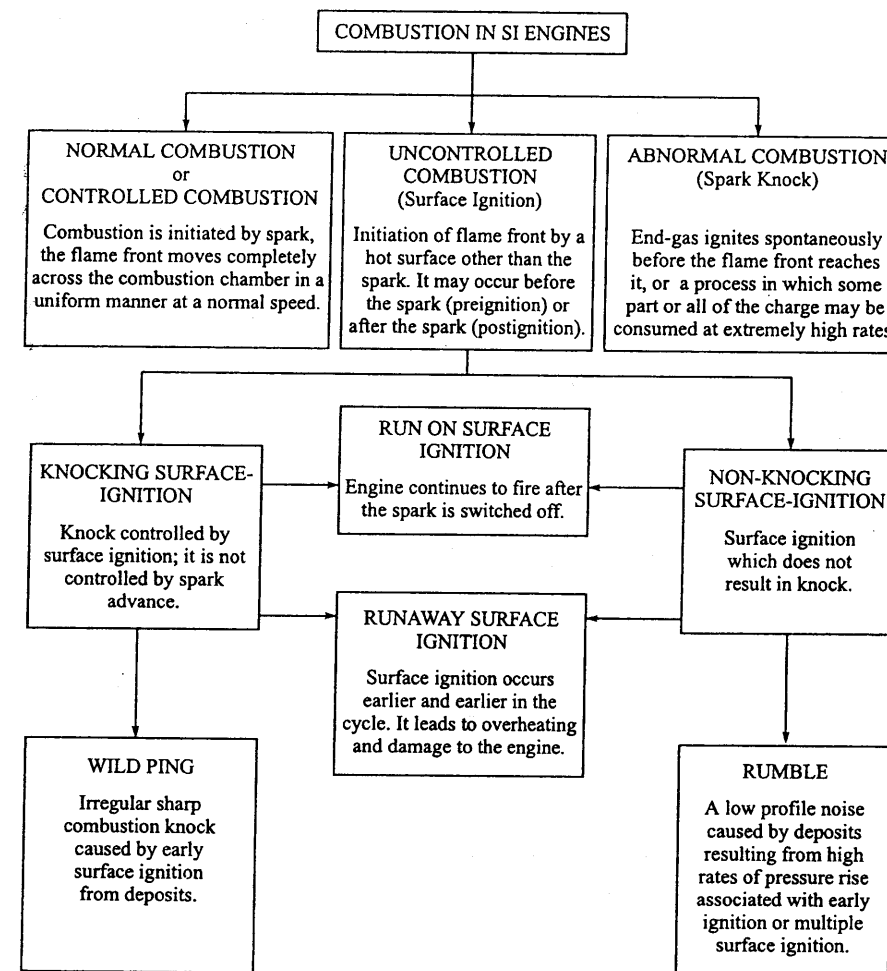 COMBUSTION IN SI ENGINES
NORMAL COMBUSTION
or
CONTROLLED COMBUSTION
Combustion is initiated by spark,
the flame front moves completely
across the combustion chamber in a
uniform manner at a normal speed.
UNCONTROLLED
COMBUSTION
(Surface Ignition)
Initiation of flame front by a
hot surface other than the
spark. It may occur before
the spark (preignition) or
after the spark (postignition).
ABNORMAL COMBUSTION
(Spark Knock)
End-gas ignites spontaneously
before the flame front reaches
it, or a process in which some
part or all of the charge may be
consumed at extremely high rates
KNOCKING SURFACE-
IGNITION
Knock controlled by
surface ignition; it is not
controlled by spark
advance.
RUN ON SURFACE
IGNITION
Engine continues to fire after
the spark is switched off.
NON-KNOCKING
SURFACE-IGNITION
Surface ignition
which does not
result in knock.
RUNAWAY SURFACE
IGNITION
Surface ignition occurs
earlier and earlier in the
cycle. It leads to overheating
and damage to the engine.
WILD PING
Irregular sharp
combustion knock
caused by early
surface ignition
from deposits.
RUMBLE
A low profile noise
caused by deposits
resulting from high
rates of pressure rise
associated with early
ignition or multiple
surface ignition.